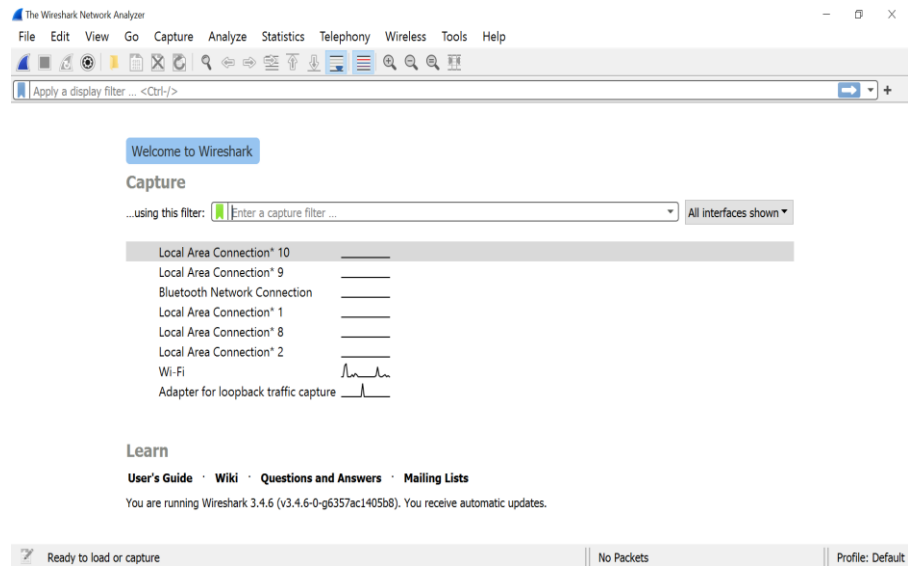 The Wireshark Network Analyzer
File Edit View Go Capture Analyze Statistics Telephony Wireless Tools Help
Apply a display filter ... <Ctrl-/>
Welcome to Wireshark
Capture
...using this filter: Enter a capture filter ... All interfaces shown
Local Area Connection* 10
Local Area Connection* 9
Bluetooth Network Connection
Local Area Connection* 1
Local Area Connection* 8
Local Area Connection* 2
Wi-Fi
Adapter for loopback traffic capture
Learn
User's Guide · Wiki · Questions and Answers · Mailing Lists
You are running Wireshark 3.4.6 (v3.4.6-0-g6357ac1405b8). You receive automatic updates.
Ready to load or capture No Packets Profile: Default